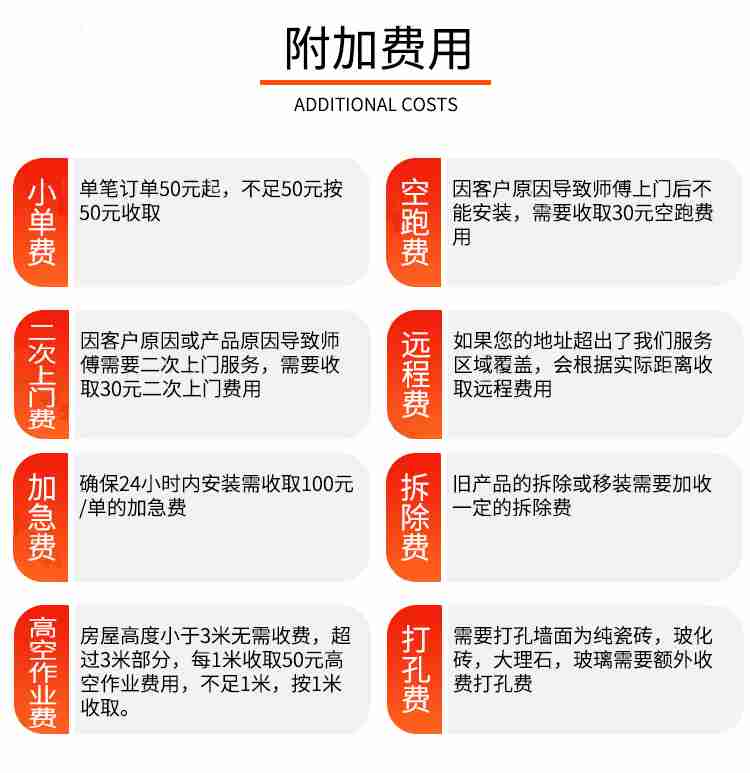 附加费用
ADDITIONAL COSTS
小单费
单笔订单50元起，不足50元按
50元收取
空跑费
因客户原因导致师傅上门后不
能安装，需要收取30元空跑费
用
二次上门费
因客户原因或产品原因导致师
傅需要二次上门服务，需要收
取30元二次上门费用
远程费
如果您的地址超出了我们服务
区域覆盖，会根据实际距离收
取远程费用
加急费
确保24小时内安装需收取100元
/单的加急费
拆除费
旧产品的拆除或移装需要加收
一定的拆除费
高空作业费
房屋高度小于3米无需收费，超
过3米部分，每1米收取50元高
空作业费用，不足1米，按1米
收取。
打孔费
需要打孔墙面为纯瓷砖，玻化
砖，大理石，玻璃需要额外收
费打孔费